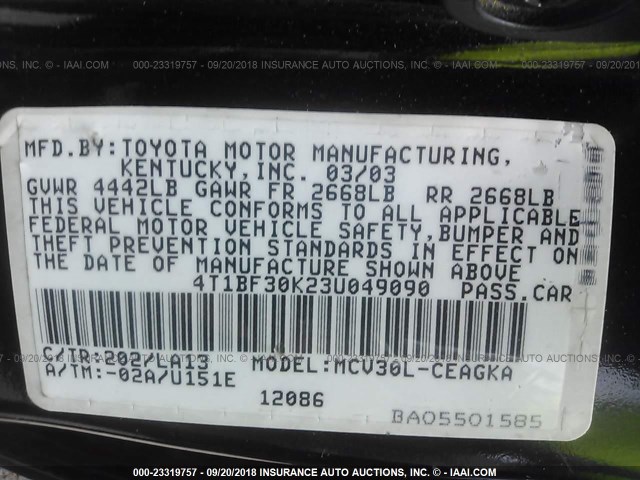 INSURANCE AUTO AUCTIONS, INC. - IAAI.COM 000-23319757 - 09/20/2018 INSURANCE AUTO AUCTIONS, INC. - IAAI.COM 000-23319757 - 09/20/2018
MFD.BY:TOYOTA MOTOR MANUFACTURING,
KENTUCKY,INC. 03/03
GVWR 4442LB GAWR FR 2668LB RR 2668LB
THIS VEHICLE CONFORMS TO ALL APPLICABLE
FEDERAL MOTOR VEHICLE SAFETY,BUMPER AND
THEFT PREVENTION STANDARDS IN EFFECT ON
THE DATE OF MANUFACTURE SHOWN ABOVE
4T1BF30K23U049090 PASS.CAR
C/TR:202/LA13 MODEL:MCV30L-CEAGKA
A/TM:-02A/U151E
12086
BA05501585
000-23319757 - 09/20/2018 INSURANCE AUTO AUCTIONS, INC. - IAAI.COM